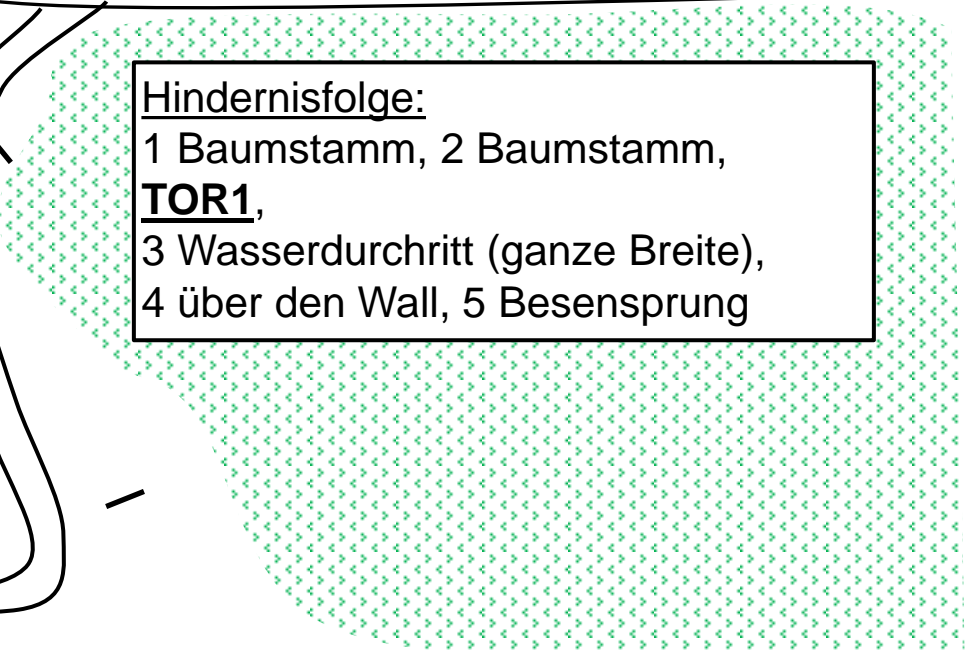 Hindernisfolge:
1 Baumstamm, 2 Baumstamm,
TOR1,
3 Wasserdurchritt (ganze Breite),
4 über den Wall, 5 Besensprung